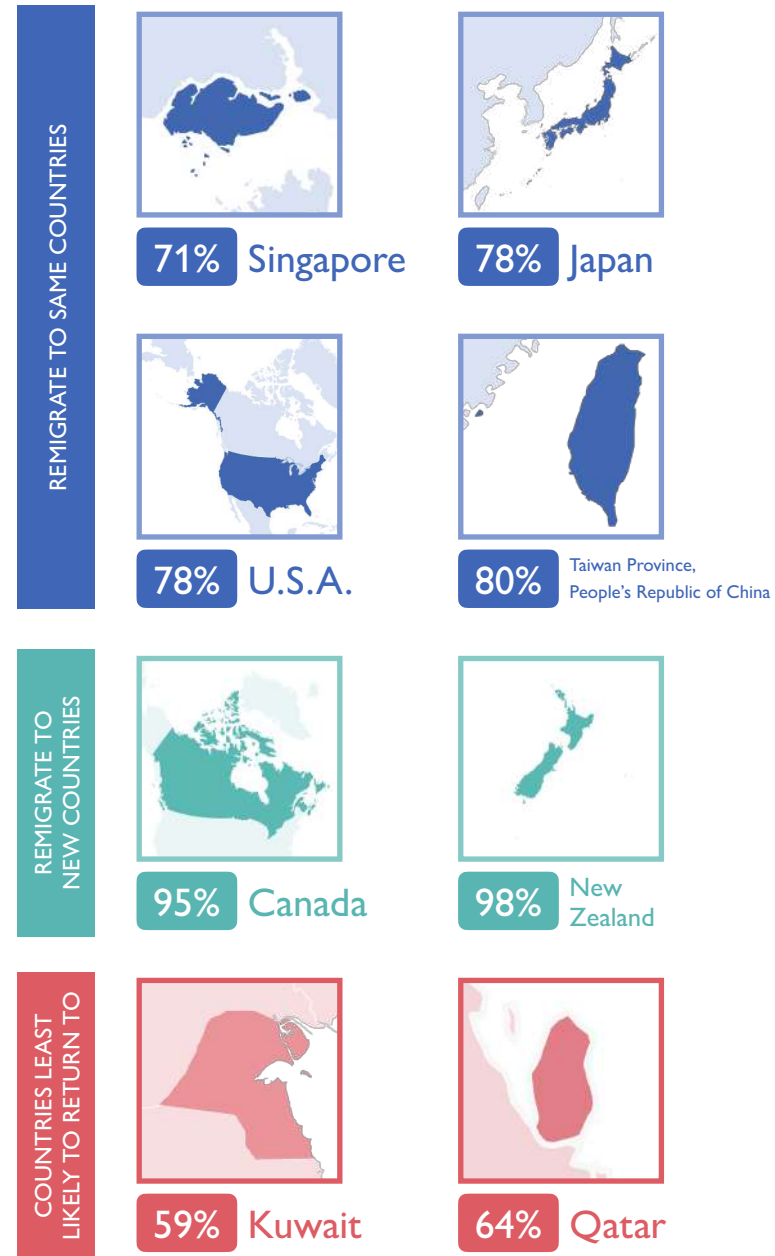 REMIGRATE TO SAME COUNTRIES
71% Singapore
78% Japan
78% U.S.A.
80% Taiwan Province,
People's Republic of China
REMIGRATE TO
NEW COUNTRIES
95% Canada
98% New
Zealand
COUNTRIES LEAST
LIKELY TO RETURN TO
59% Kuwait
64% Qatar